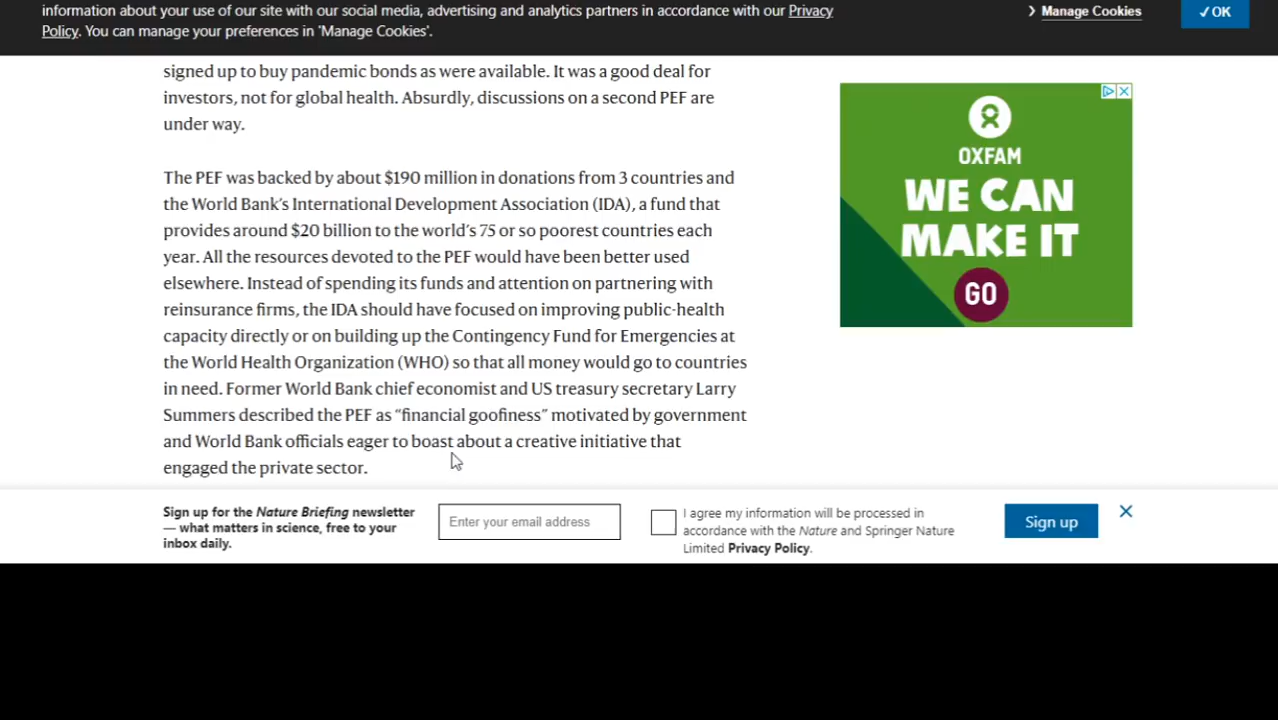 information about your use of our site with our social media, advertising and analytics partners in accordance with our Privacy
Policy. You can manage your preferences in 'Manage Cookies'.
Manage Cookies
✓OK
signed up to buy pandemic bonds as were available. It was a good deal for
investors, not for global health. Absurdly, discussions on a second PEF are
under way.
The PEF was backed by about $190 million in donations from 3 countries and
the World Bank's International Development Association (IDA), a fund that
provides around $20 billion to the world's 75 or so poorest countries each
year. All the resources devoted to the PEF would have been better used
elsewhere. Instead of spending its funds and attention on partnering with
reinsurance firms, the IDA should have focused on improving public-health
capacity directly or on building up the Contingency Fund for Emergencies at
the World Health Organization (WHO) so that all money would go to countries
in need. Former World Bank chief economist and US treasury secretary Larry
Summers described the PEF as “financial goofiness” motivated by government
and World Bank officials eager to boast about a creative initiative that
engaged the private sector.
OXFAM
WE CAN
MAKE IT
GO
Sign up for the Nature Briefing newsletter
— what matters in science, free to your
inbox daily.
Enter your email address
I agree my information will be processed in
accordance with the Nature and Springer Nature
Limited Privacy Policy.
Sign up